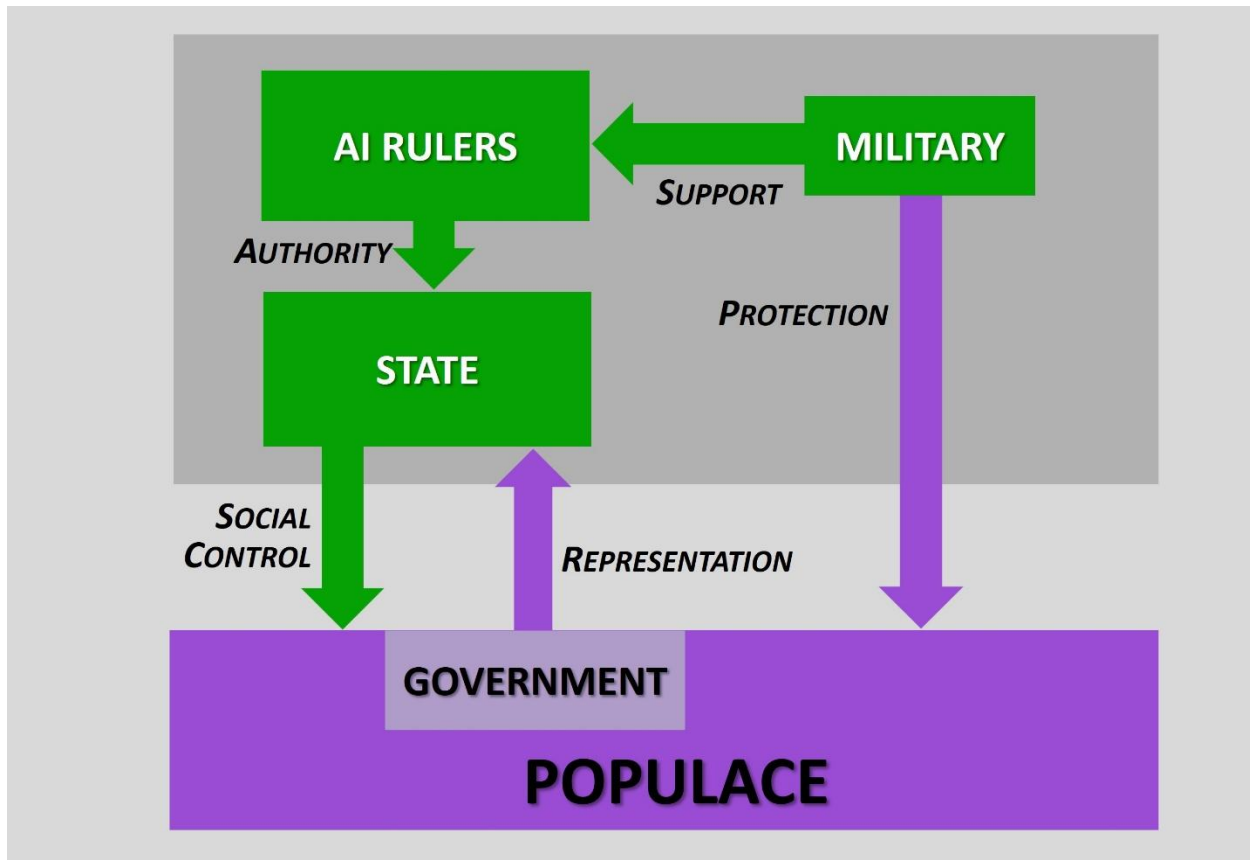 AI RULERS
MILITARY
SUPPORT
AUTHORITY
PROTECTION
STATE
SOCIAL
CONTROL
REPRESENTATION
GOVERNMENT
POPULACE